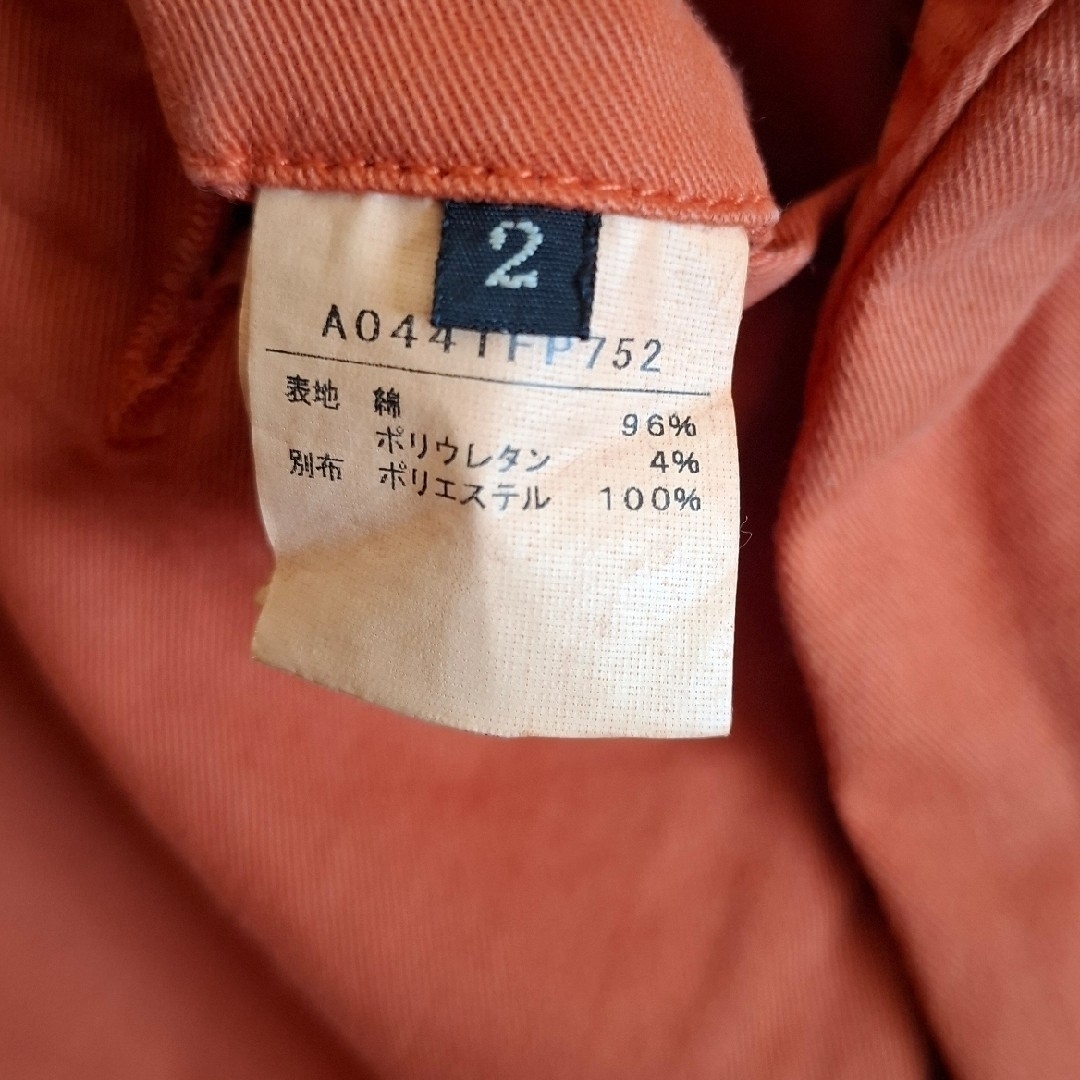 2
A0441FP752
表地 綿 96%
ポリウレタン 4%
別布 ポリエステル 100%